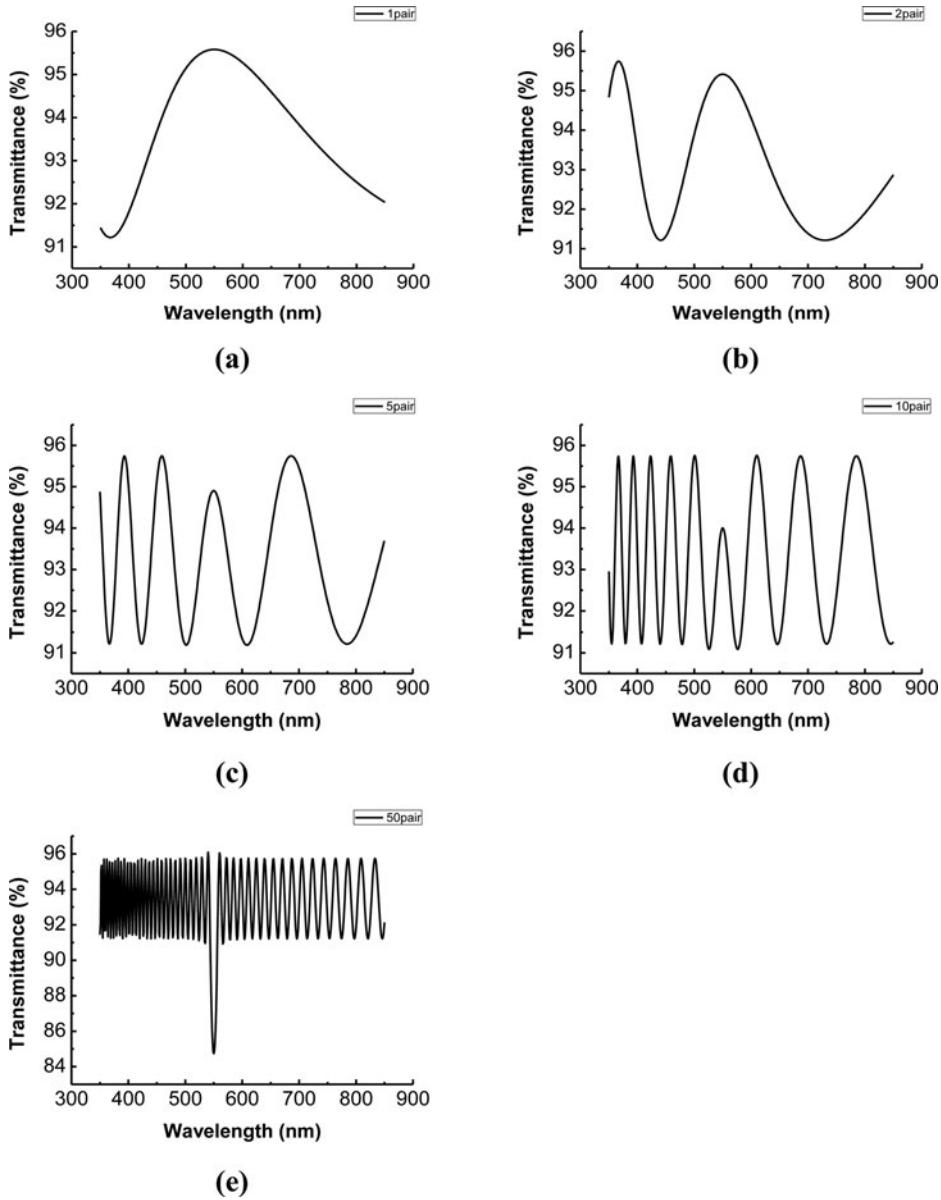 1pair
Transmittance (%)
96
95
94
93
92
91
300 400 500 600 700 800 900
Wavelength (nm)
(a)
2pair
Transmittance (%)
96
95
94
93
92
91
300 400 500 600 700 800 900
Wavelength (nm)
(b)
5pair
Transmittance (%)
96
95
94
93
92
91
300 400 500 600 700 800 900
Wavelength (nm)
(c)
10pair
Transmittance (%)
96
95
94
93
92
91
300 400 500 600 700 800 900
Wavelength (nm)
(d)
50pair
Transmittance (%)
96
94
92
90
88
86
84
300 400 500 600 700 800 900
Wavelength (nm)
(e)